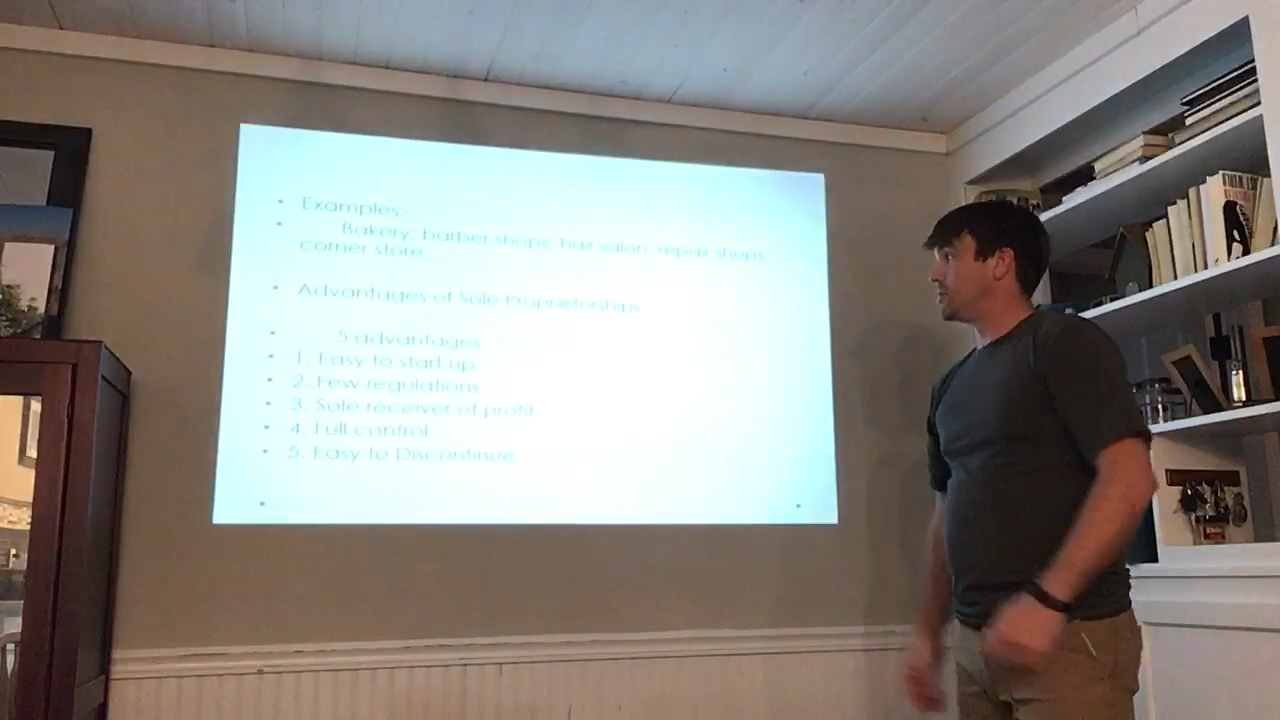 • Examples:
• Bakery, barber shops, hair salon, repair shops,
corner store
• Advantages of Sole Proprietorships
• 5 advantages
• 1. Easy to start up
• 2. Few regulations
• 3. Sole receiver of profit
• 4. Full control
• 5. Easy to Discontinue